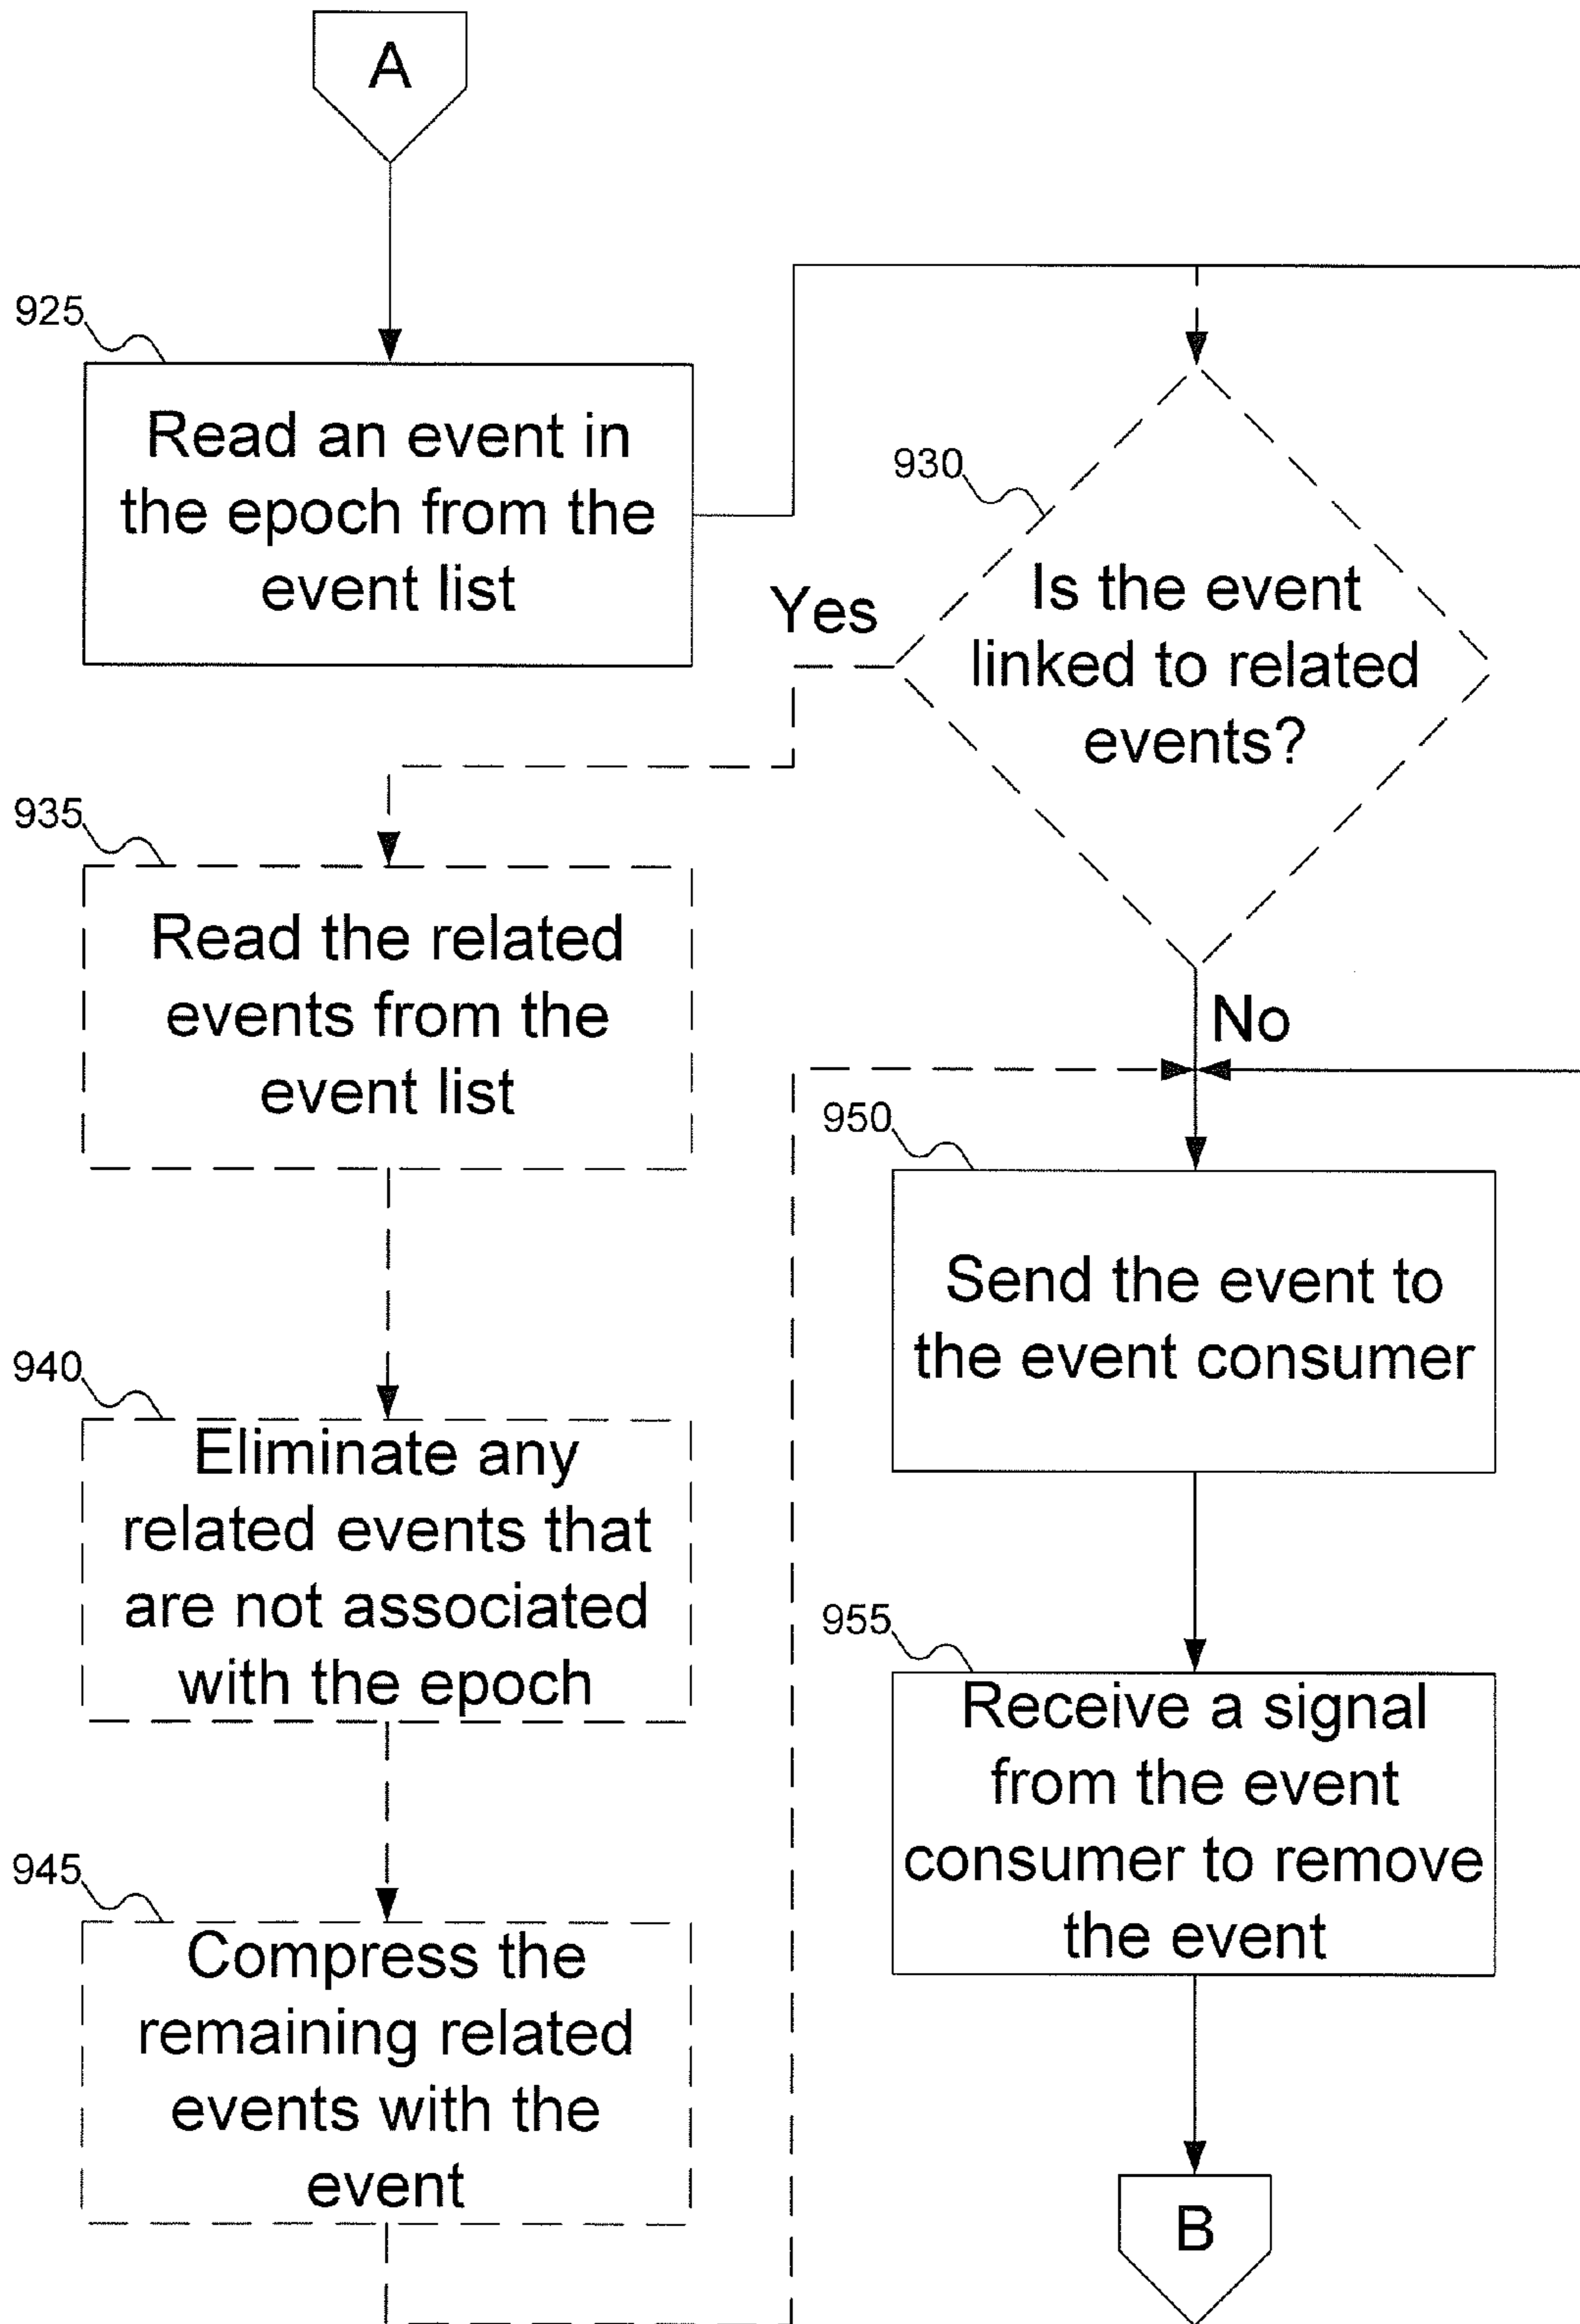 A
925
Read an event in
the epoch from the
event list
930
Is the event
linked to related
events?
Yes
No
935
Read the related
events from the
event list
940
Eliminate any
related events that
are not associated
with the epoch
945
Compress the
remaining related
events with the
event
950
Send the event to
the event consumer
955
Receive a signal
from the event
consumer to remove
the event
B